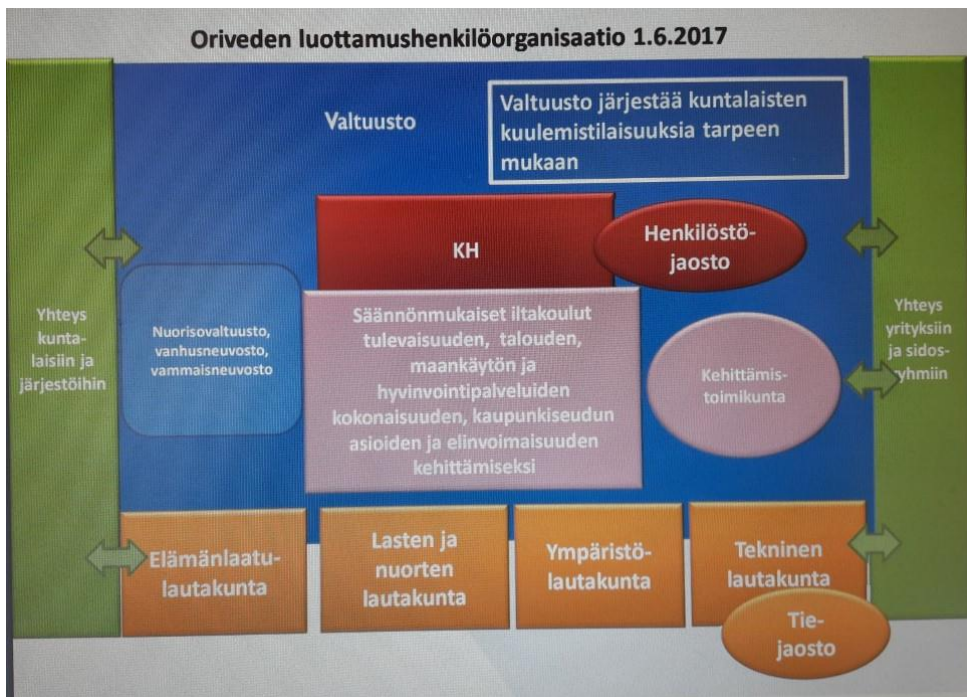 Oriveden luottamushenkilöorganisaatio 1.6.2017
Valtuusto
Valtuusto järjestää kuntalaisten
kuulemistilaisuuksia tarpeen
mukaan
KH
Henkilöstö-
jaosto
Yhteys
kunta-
laisiin ja
järjestöihin
Nuorisovaltuusto,
vanhusneuvosto,
vammaisneuvosto
Säännönmukaiset iltakoulut
tulevaisuuden, talouden,
maankäytön ja
hyvinvointipalveluiden
kokonaisuuden, kaupunkiseudun
asioiden ja elinvoimaisuuden
kehittämiseksi
Kehittämis-
toimikunta
Yhteys
yrityksiin
ja sidos-
ryhmiin
Elämänlaatu-
lautakunta
Lasten ja
nuorten
lautakunta
Ympäristö-
lautakunta
Tekninen
lautakunta
Tie-
jaosto